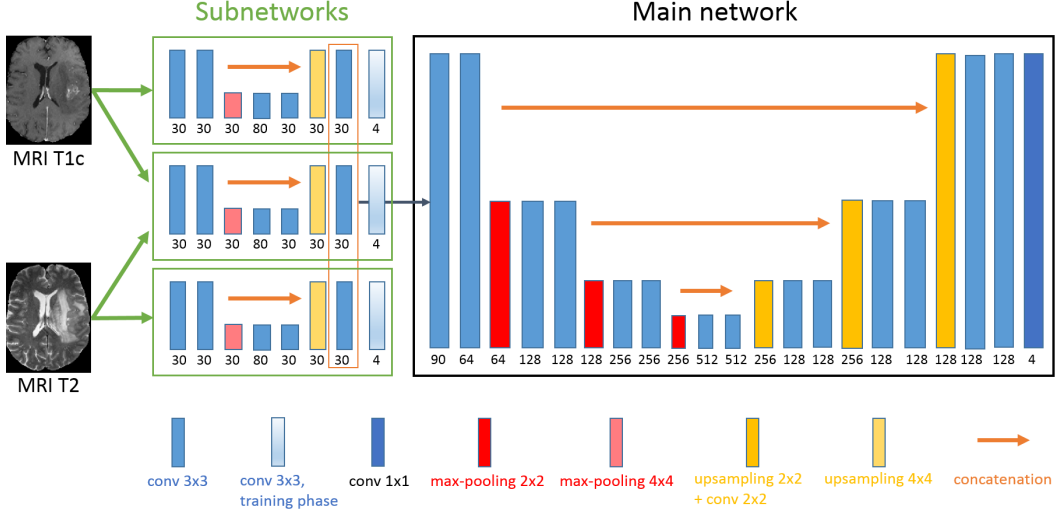 Subnetworks
Main network
MRI T1c
30 30 30 80 30 30 30 4
30 30 30 80 30 30 30 4
30 30 30 80 30 30 30 4
MRI T2
90 64 64 128 128 128 256 256 256 512 512 256 128 128 256 128 128 128 128 128 4
conv 3x3
conv 3x3,
training phase
conv 1x1
max-pooling 2x2
max-pooling 4x4
upsampling 2x2
+ conv 2x2
upsampling 4x4
concatenation